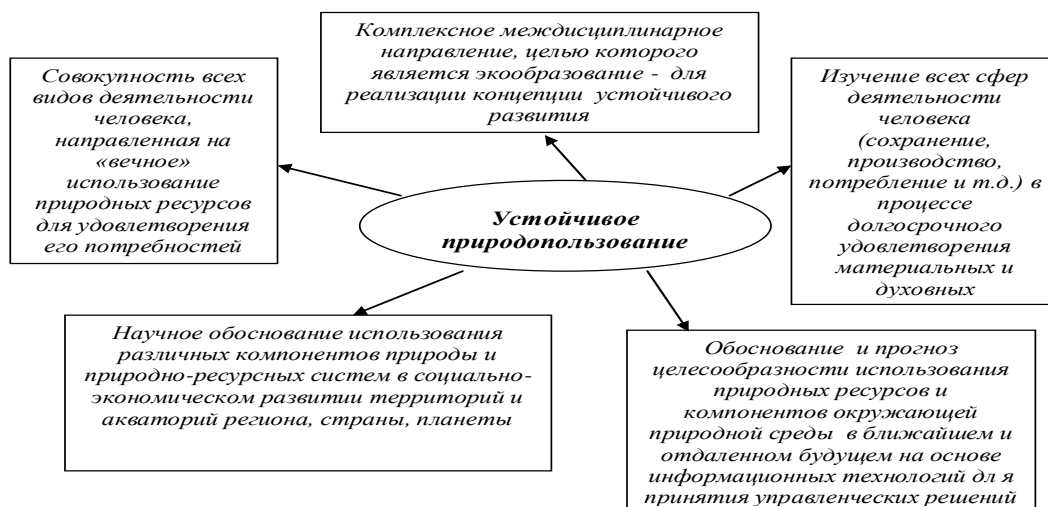 Комплексное междисциплинарное
направление, целью которого
является экообразование - для
реализации концепции устойчивого
развития
Совокупность всех
видов деятельности
человека,
направленная на
«вечное»
использование
природных ресурсов
для удовлетворения
его потребностей
Изучение всех сфер
деятельности
человека
(сохранение,
производство,
потребление и т.д.) в
процессе
долгосрочного
удовлетворения
материальных и
духовных
Устойчивое
природопользование
Научное обоснование использования
различных компонентов природы и
природно-ресурсных систем в социально-
экономическом развитии территорий и
акваторий региона, страны, планеты
Обоснование и прогноз
целесообразности использования
природных ресурсов и
компонентов окружающей
природной среды в ближайшем и
отдаленном будущем на основе
информационных технологий дл я
принятия управленческих решений